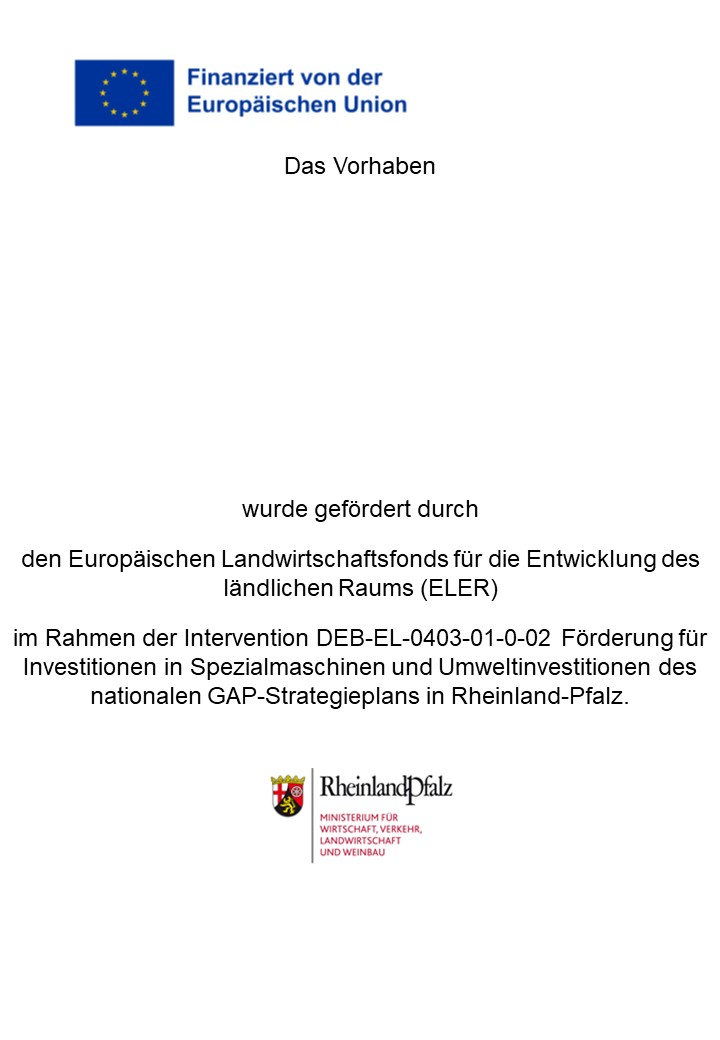 Finanziert von der
Europäischen Union
Das Vorhaben
wurde gefördert durch
den Europäischen Landwirtschaftsfonds für die Entwicklung des
ländlichen Raums (ELER)
im Rahmen der Intervention DEB-EL-0403-01-0-02 Förderung für
Investitionen in Spezialmaschinen und Umweltinvestitionen des
nationalen GAP-Strategieplans in Rheinland-Pfalz.
RheinlandPfalz
MINISTERIUM FÜR
WIRTSCHAFT, VERKEHR,
LANDWIRTSCHAFT
UND WEINBAU